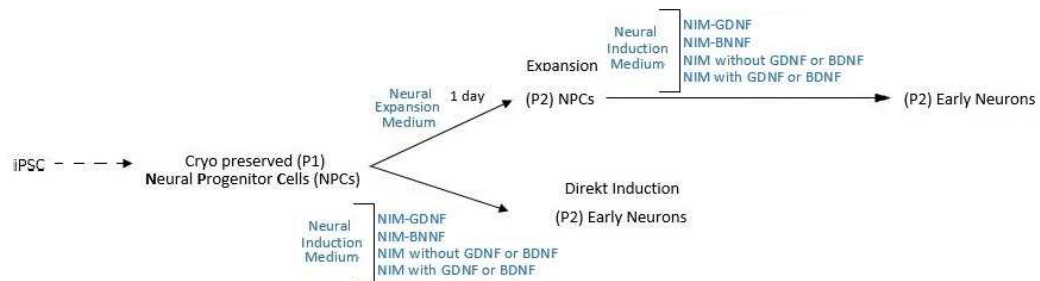 Neural
Induction
Medium
NIM-GDNF
NIM-BNNF
NIM without GDNF or BDNF
NIM with GDNF or BDNF
Expansion
(P2) NPCs
(P2) Early Neurons
Neural
Expansion
Medium
1 day
iPSC
Cryo preserved (P1)
Neural Progenitor Cells (NPCs)
Direkt Induction
(P2) Early Neurons
Neural
Induction
Medium
NIM-GDNF
NIM-BNNF
NIM without GDNF or BDNF
NIM with GDNF or BDNF